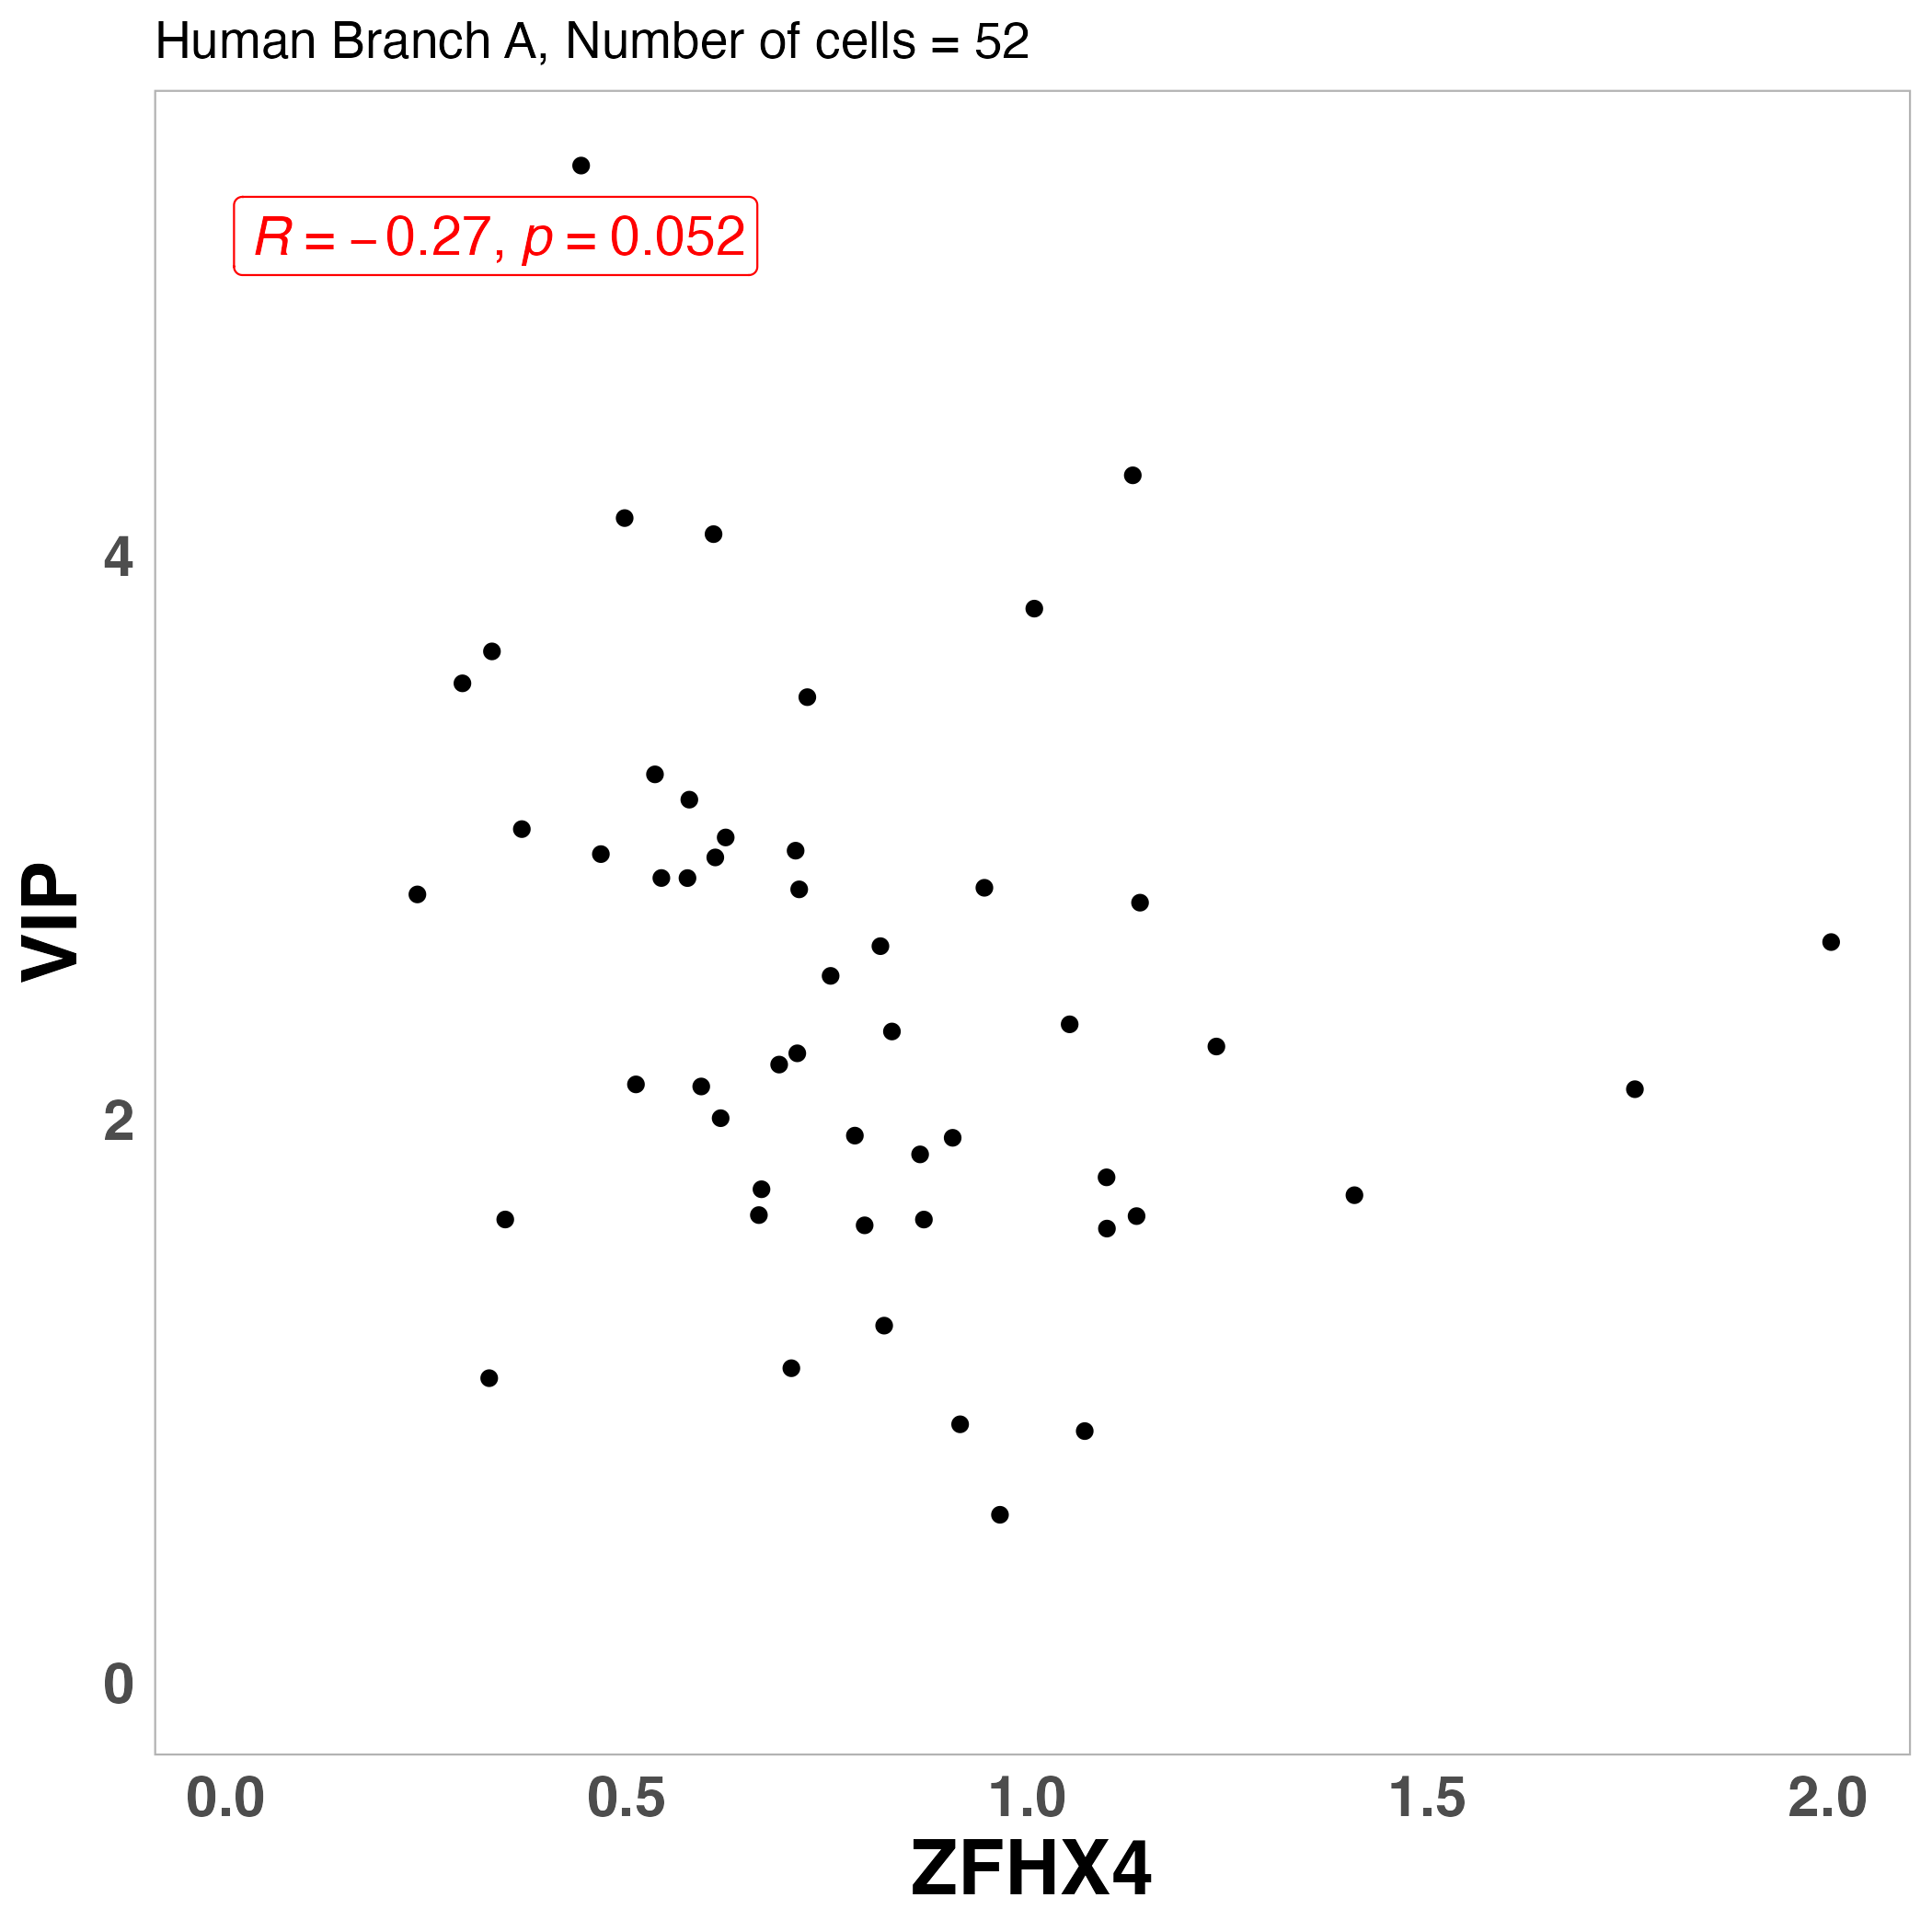 Human Branch A, Number of cells = 52
R = −0.27, p = 0.052
4
2
0
VIP
0.0 0.5 1.0 1.5 2.0
ZFHX4